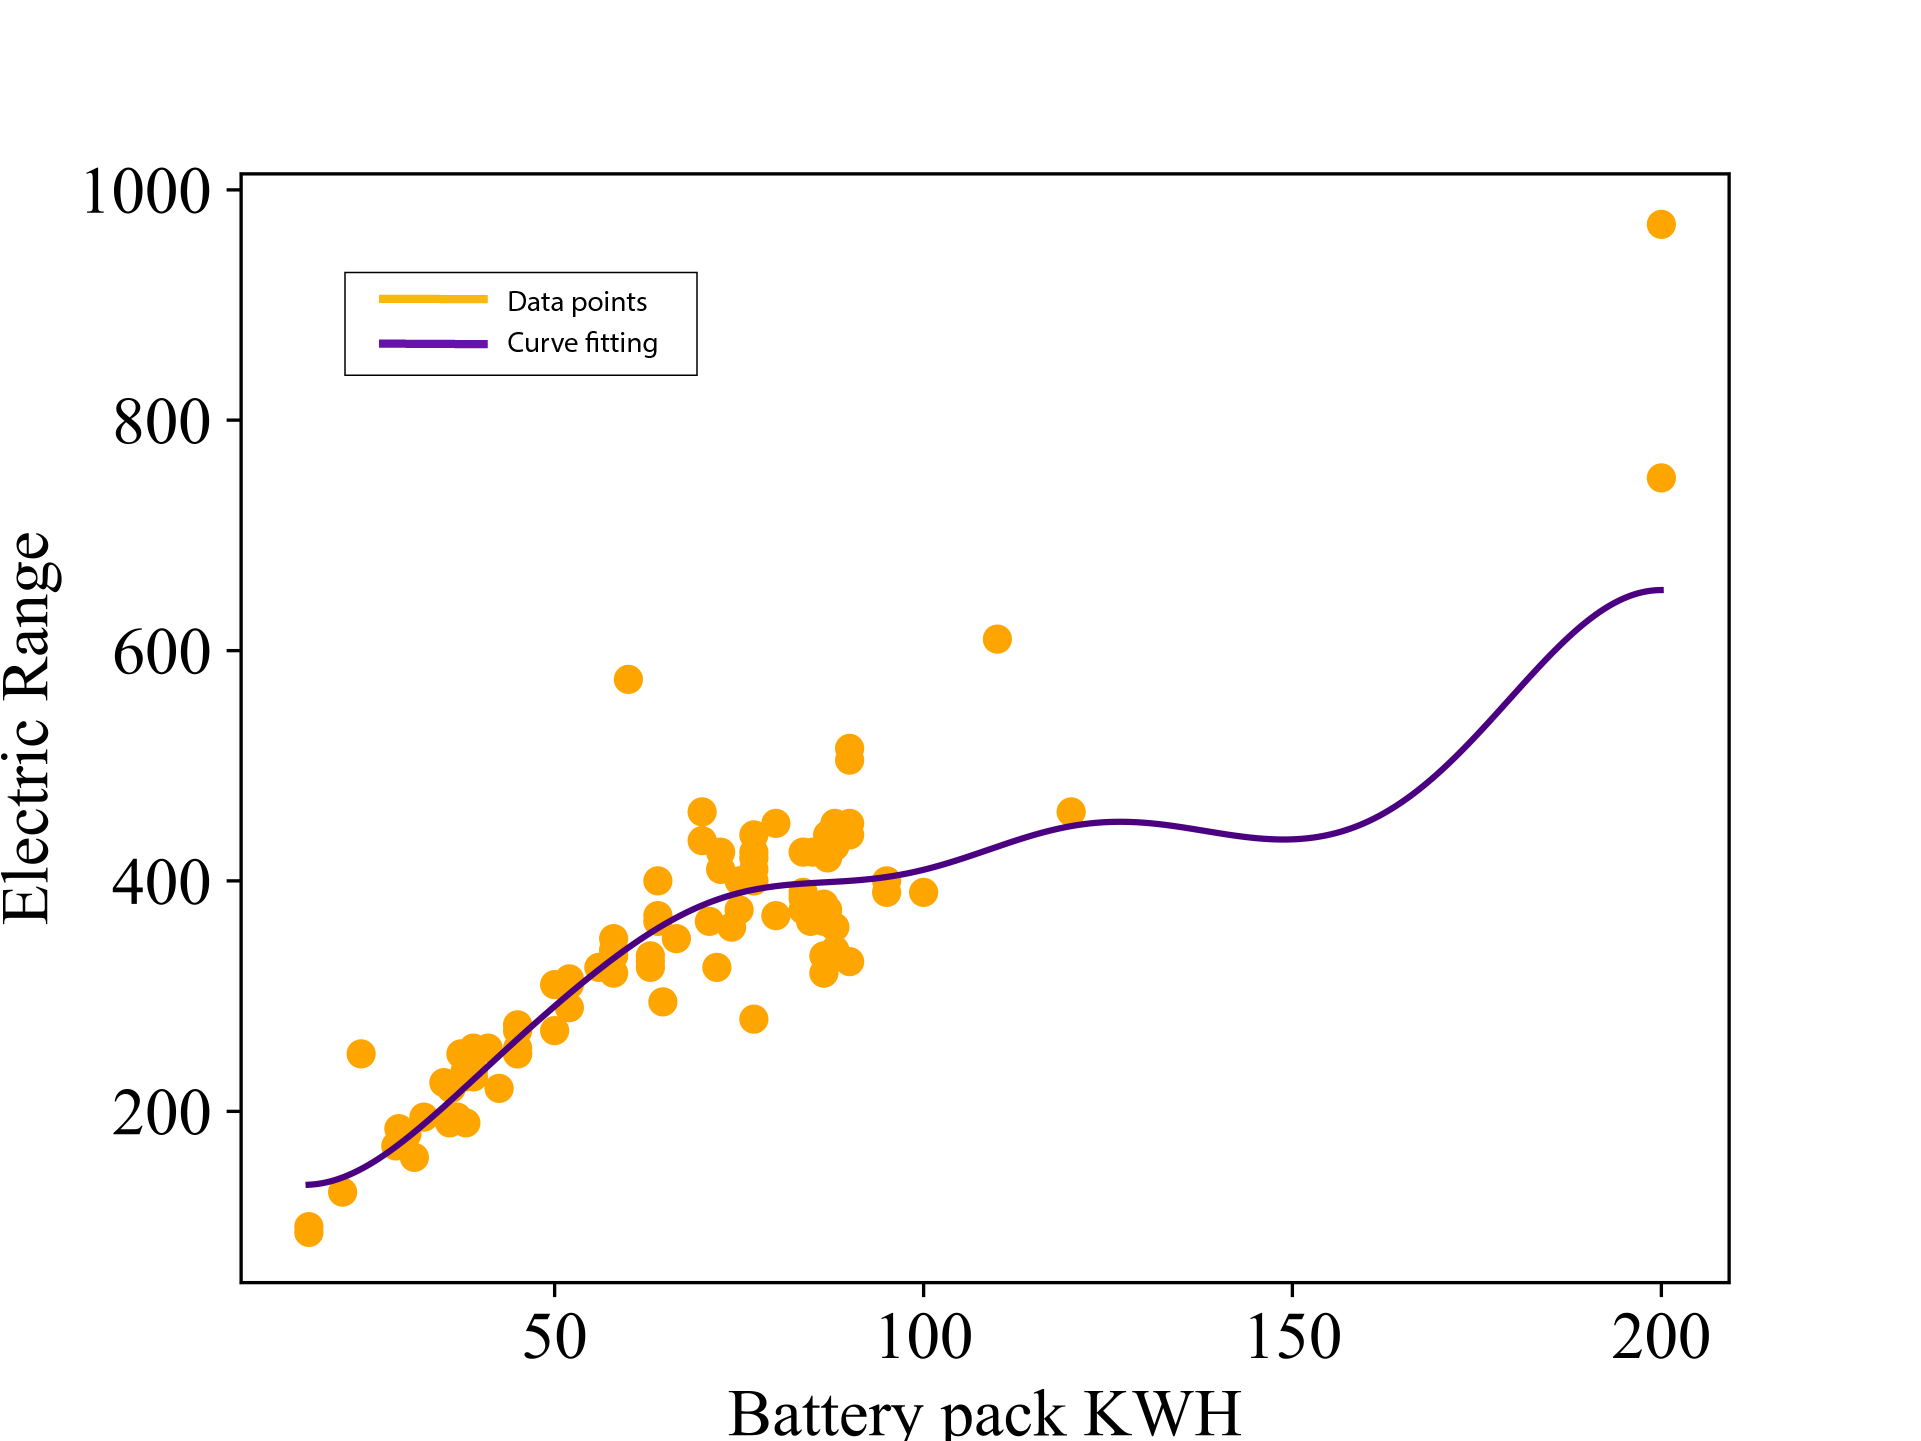 1000
800
600
400
200
Electric Range
Data points
Curve fitting
50 100 150 200
Battery pack KWH